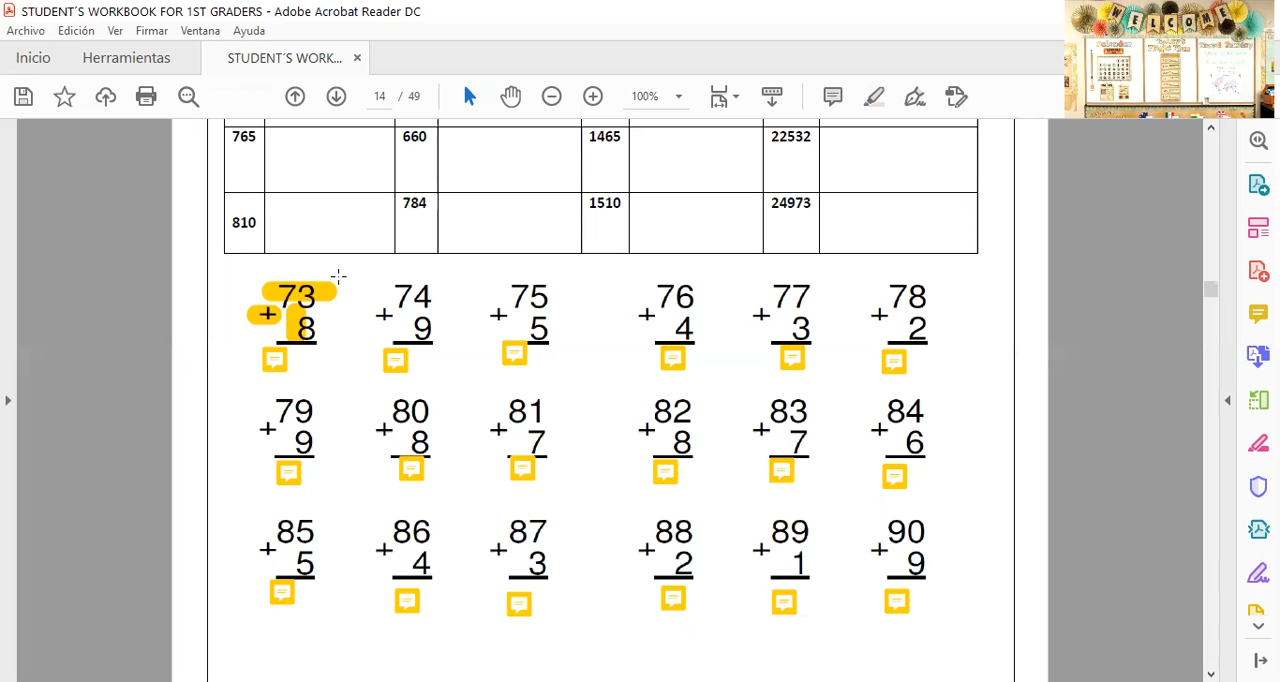 STUDENT´S WORKBOOK FOR 1ST GRADERS - Adobe Acrobat Reader DC
WELCOME
Archivo Edición Ver Firmar Ventana Ayuda
Inicio Herramientas STUDENT´S WORK... ×
Calendar
14 / 49 100%
765 660 1465 22532
784 1510 24973
810
73 74 75 76 77 78
+ + + + + +
8 9 5 4 3 2
79 80 81 82 83 84
+ + + + + +
9 8 7 8 7 6
85 86 87 88 89 90
+ + + + + +
5 4 3 2 1 9